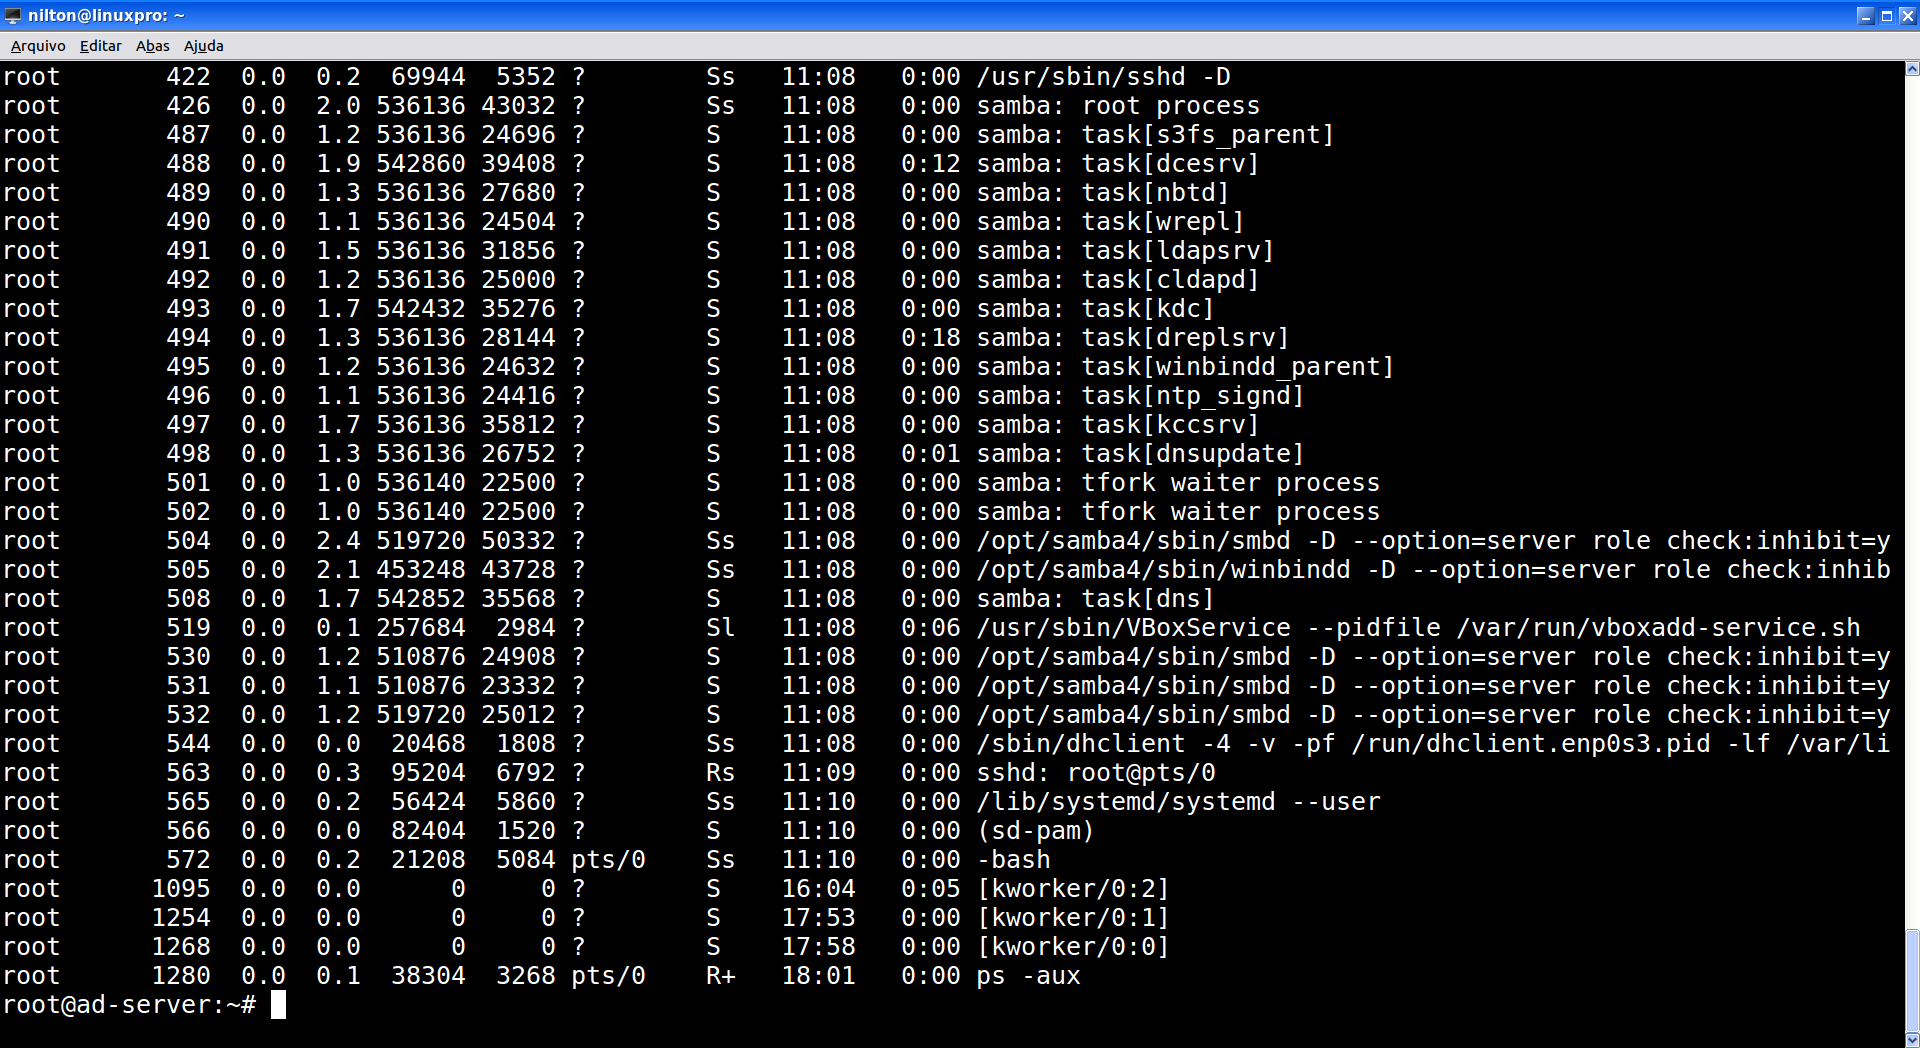 nilton@linuxpro: ~
Arquivo Editar Abas Ajuda
root       422  0.0  0.2  69944  5352 ?        Ss   11:08   0:00 /usr/sbin/sshd -D
root       426  0.0  2.0 536136 43032 ?        Ss   11:08   0:00 samba: root process
root       487  0.0  1.2 536136 24696 ?        S    11:08   0:00 samba: task[s3fs_parent]
root       488  0.0  1.9 542860 39408 ?        S    11:08   0:12 samba: task[dcesrv]
root       489  0.0  1.3 536136 27680 ?        S    11:08   0:00 samba: task[nbtd]
root       490  0.0  1.1 536136 24504 ?        S    11:08   0:00 samba: task[wrepl]
root       491  0.0  1.5 536136 31856 ?        S    11:08   0:00 samba: task[ldapsrv]
root       492  0.0  1.2 536136 25000 ?        S    11:08   0:00 samba: task[cldapd]
root       493  0.0  1.7 542432 35276 ?        S    11:08   0:00 samba: task[kdc]
root       494  0.0  1.3 536136 28144 ?        S    11:08   0:18 samba: task[dreplsrv]
root       495  0.0  1.2 536136 24632 ?        S    11:08   0:00 samba: task[winbindd_parent]
root       496  0.0  1.1 536136 24416 ?        S    11:08   0:00 samba: task[ntp_signd]
root       497  0.0  1.7 536136 35812 ?        S    11:08   0:00 samba: task[kccsrv]
root       498  0.0  1.3 536136 26752 ?        S    11:08   0:01 samba: task[dnsupdate]
root       501  0.0  1.0 536140 22500 ?        S    11:08   0:00 samba: tfork waiter process
root       502  0.0  1.0 536140 22500 ?        S    11:08   0:00 samba: tfork waiter process
root       504  0.0  2.4 519720 50332 ?        Ss   11:08   0:00 /opt/samba4/sbin/smbd -D --option=server role check:inhibit=y
root       505  0.0  2.1 453248 43728 ?        Ss   11:08   0:00 /opt/samba4/sbin/winbindd -D --option=server role check:inhib
root       508  0.0  1.7 542852 35568 ?        S    11:08   0:00 samba: task[dns]
root       519  0.0  0.1 257684  2984 ?        Sl   11:08   0:06 /usr/sbin/VBoxService --pidfile /var/run/vboxadd-service.sh
root       530  0.0  1.2 510876 24908 ?        S    11:08   0:00 /opt/samba4/sbin/smbd -D --option=server role check:inhibit=y
root       531  0.0  1.1 510876 23332 ?        S    11:08   0:00 /opt/samba4/sbin/smbd -D --option=server role check:inhibit=y
root       532  0.0  1.2 519720 25012 ?        S    11:08   0:00 /opt/samba4/sbin/smbd -D --option=server role check:inhibit=y
root       544  0.0  0.0  20468  1808 ?        Ss   11:08   0:00 /sbin/dhclient -4 -v -pf /run/dhclient.enp0s3.pid -lf /var/li
root       563  0.0  0.3  95204  6792 ?        Rs   11:09   0:00 sshd: root@pts/0
root       565  0.0  0.2  56424  5860 ?        Ss   11:10   0:00 /lib/systemd/systemd --user
root       566  0.0  0.0  82404  1520 ?        S    11:10   0:00 (sd-pam)
root       572  0.0  0.2  21208  5084 pts/0    Ss   11:10   0:00 -bash
root      1095  0.0  0.0      0     0 ?        S    16:04   0:05 [kworker/0:2]
root      1254  0.0  0.0      0     0 ?        S    17:53   0:00 [kworker/0:1]
root      1268  0.0  0.0      0     0 ?        S    17:58   0:00 [kworker/0:0]
root      1280  0.0  0.1  38304  3268 pts/0    R+   18:01   0:00 ps -aux
root@ad-server:~#